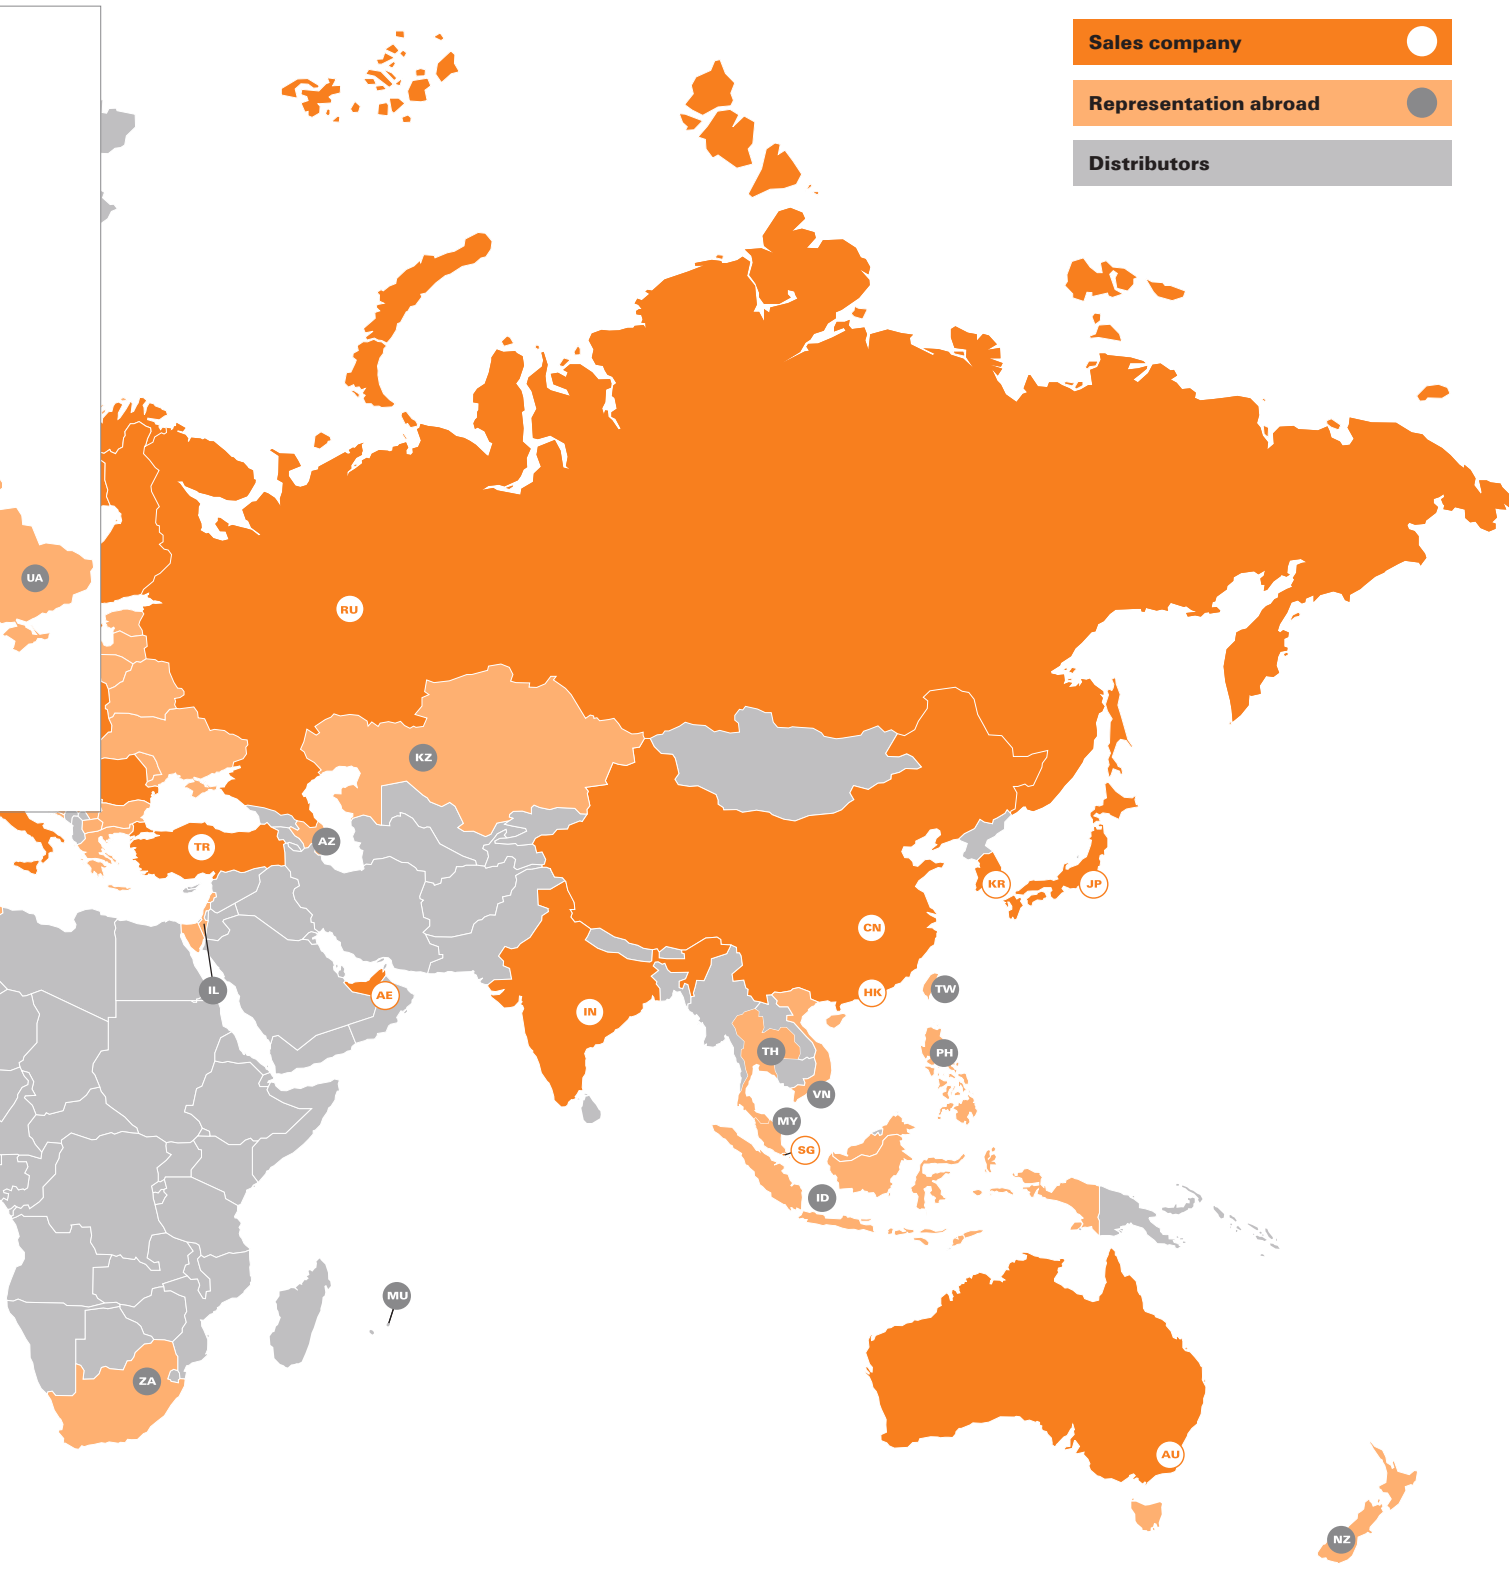 Sales company
Representation abroad
Distributors
UA
RU
KZ
TR
AZ
KR
JP
CN
IL
AE
HK
TW
IN
TH
PH
VN
MY
SG
ID
MU
ZA
AU
NZ